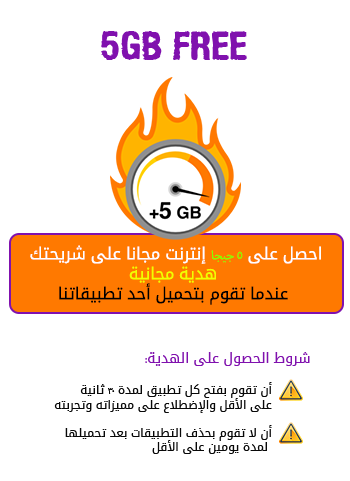 5GB FREE
+5 GB
احصل على ٥ جيجا إنترنت مجانا على شريحتك
هدية مجانية
عندما تقوم بتحميل أحد تطبيقاتنا
شروط الحصول على الهدية:
أن تقوم بفتح كل تطبيق لمدة ٣٠ ثانية
على الأقل والإضطلاع على مميزاته وتجربته
أن لا تقوم بحذف التطبيقات بعد تحميلها
لمدة يومين على الأقل